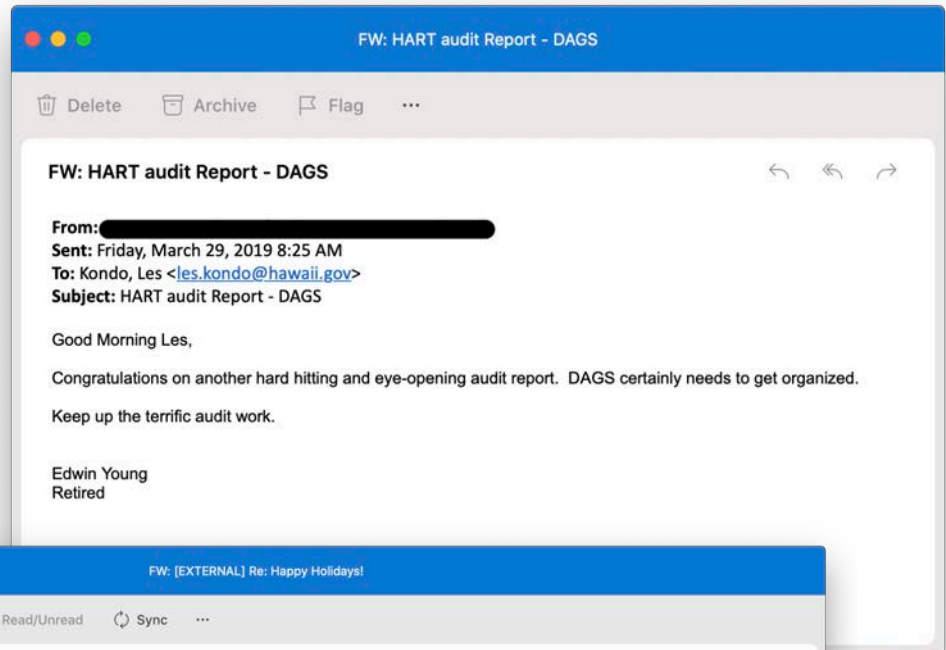 FW: HART audit Report - DAGS
Delete Archive Flag ...
FW: HART audit Report - DAGS
From:
Sent: Friday, March 29, 2019 8:25 AM
To: Kondo, Les <les.kondo@hawaii.gov>
Subject: HART audit Report - DAGS
Good Morning Les,
Congratulations on another hard hitting and eye-opening audit report. DAGS certainly needs to get organized.
Keep up the terrific audit work.
Edwin Young
Retired
FW: [EXTERNAL] Re: Happy Holidays!
Read/Unread Sync ...